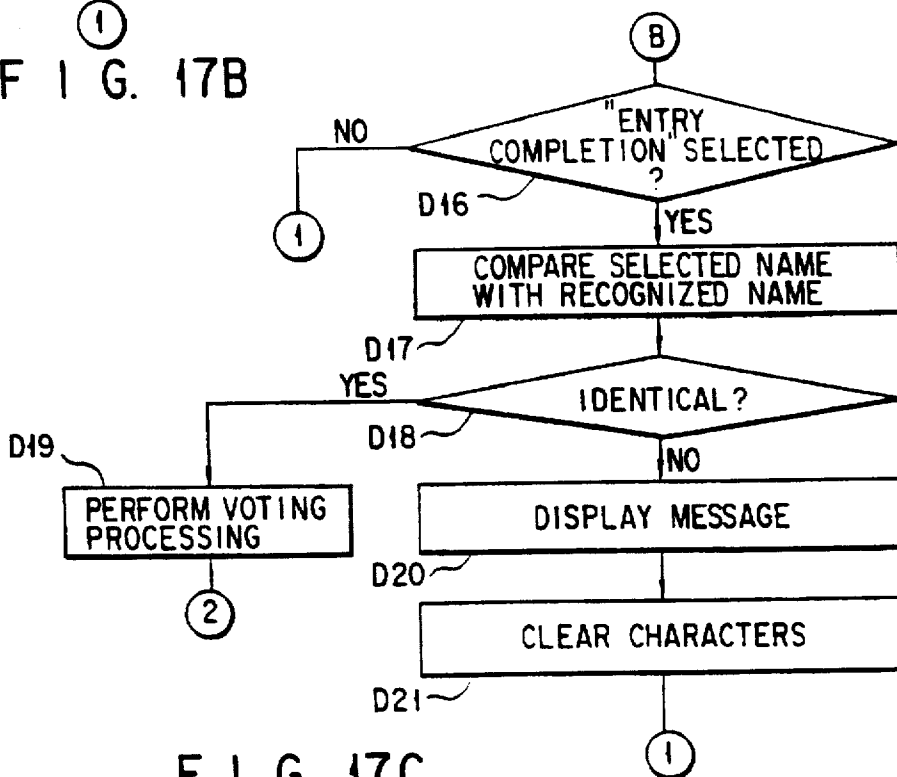 1
F I G. 17B
B
"ENTRY
COMPLETION" SELECTED
?
NO
D16
1
YES
COMPARE SELECTED NAME
WITH RECOGNIZED NAME
D17
YES
IDENTICAL?
D18
D19
NO
PERFORM VOTING
PROCESSING
DISPLAY MESSAGE
D20
2
CLEAR CHARACTERS
D21
1
F I G. 17C